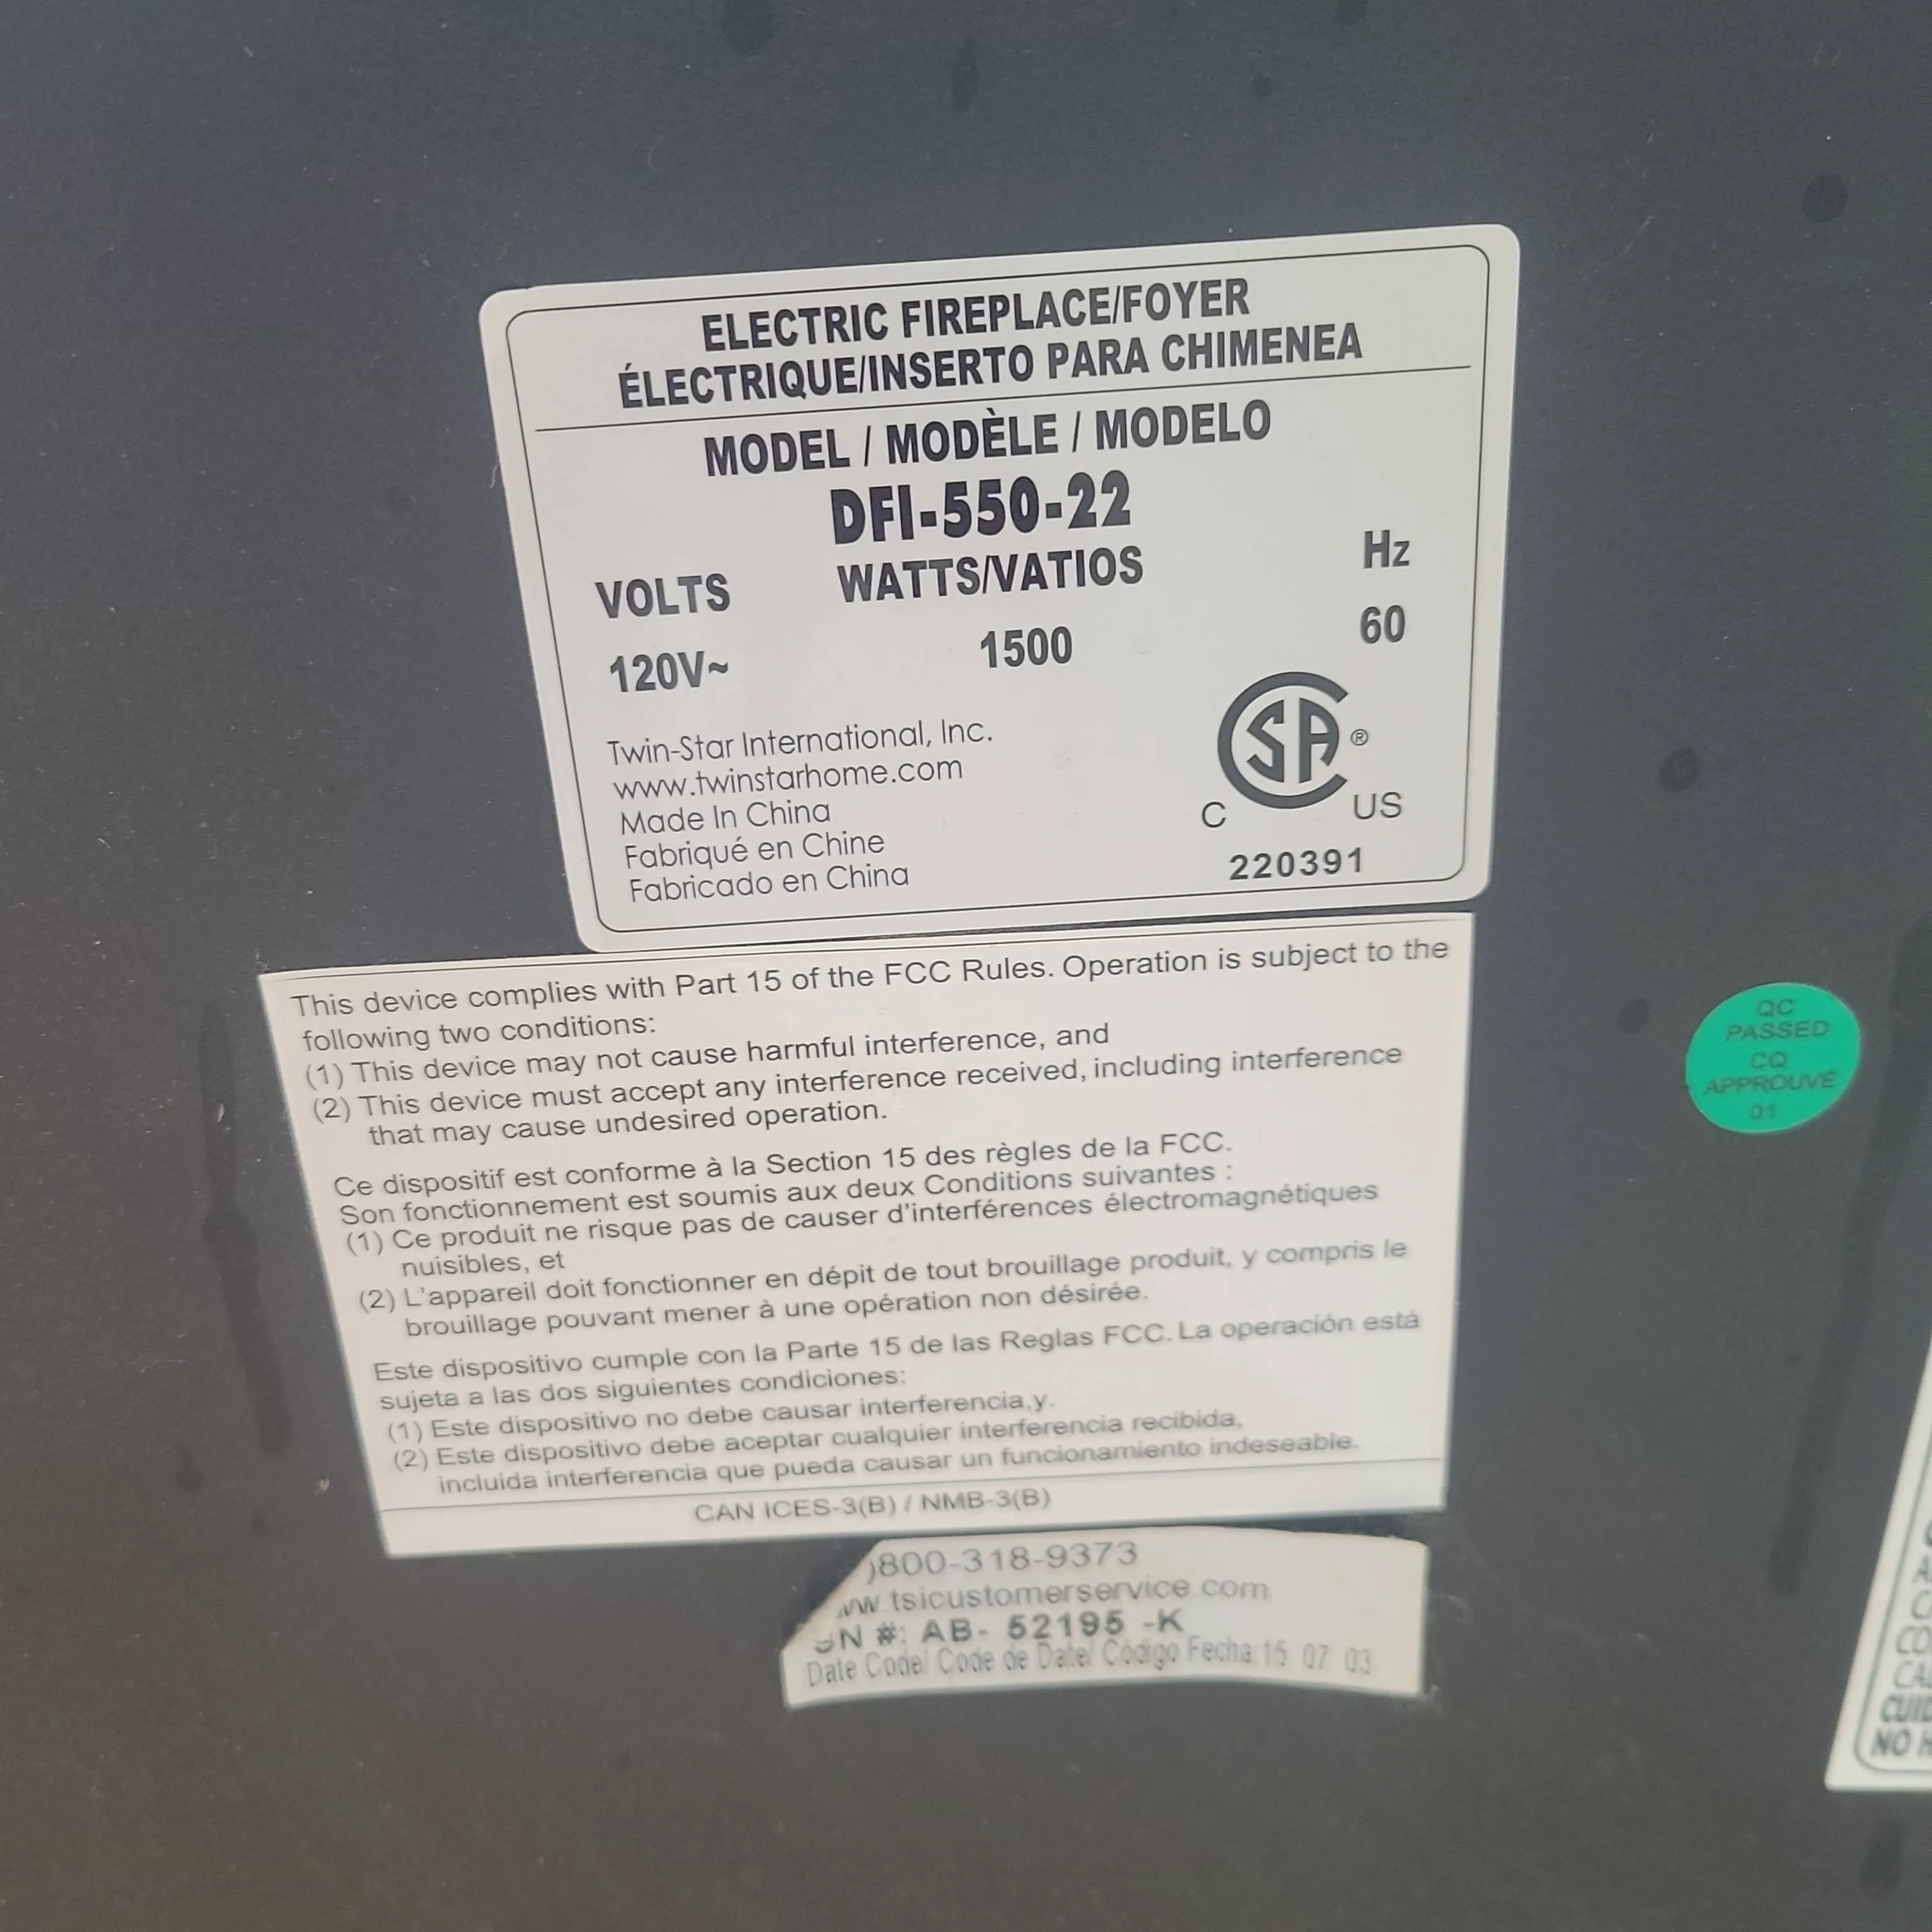 ELECTRIC FIREPLACE/FOYER
ÉLECTRIQUE/INSERTO PARA CHIMENEA
MODEL / MODÈLE / MODELO
DFI-550-22
VOLTS WATTS/VATIOS Hz
120V~ 1500 60
Twin-Star International, Inc.
www.twinstarhome.com
Made In China
Fabriqué en Chine
Fabricado en China
CSA®
C US
220391
This device complies with Part 15 of the FCC Rules. Operation is subject to the
following two conditions:
(1) This device may not cause harmful interference, and
(2) This device must accept any interference received, including interference
that may cause undesired operation.
Ce dispositif est conforme à la Section 15 des règles de la FCC.
Son fonctionnement est soumis aux deux Conditions suivantes :
(1) Ce produit ne risque pas de causer d'interférences électromagnétiques
nuisibles, et
(2) L'appareil doit fonctionner en dépit de tout brouillage produit, y compris le
brouillage pouvant mener à une opération non désirée.
Este dispositivo cumple con la Parte 15 de las Reglas FCC. La operación está
sujeta a las dos siguientes condiciones:
(1) Este dispositivo no debe causar interferencia,y.
(2) Este dispositivo debe aceptar cualquier interferencia recibida,
incluida interferencia que pueda causar un funcionamiento indeseable.
CAN ICES-3(B) / NMB-3(B)
)800-318-9373
ww.tsicustomerservice.com
SN #: AB- 52195 -K
Date Code/ Code de Date/ Código Fecha:15 07 03
QC
PASSED
CQ
APPROUVÉ
01
NO H